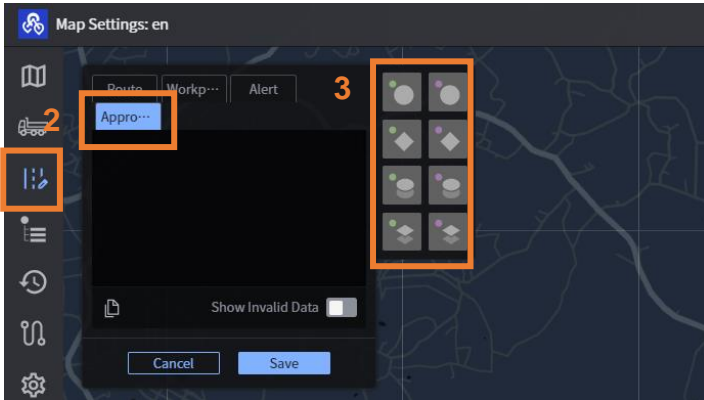 Map Settings: en
Route
Workp···
Alert
3
2
Appro···
Show Invalid Data
Cancel
Save